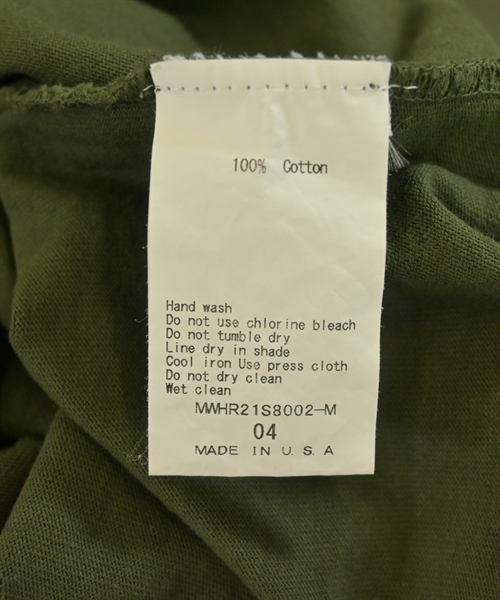 100% Cotton
Hand wash
Do not use chlorine bleach
Do not tumble dry
Line dry in shade
Cool iron Use press cloth
Do not dry clean
Wet clean
MWHR21S8002-M
04
MADE IN U. S. A